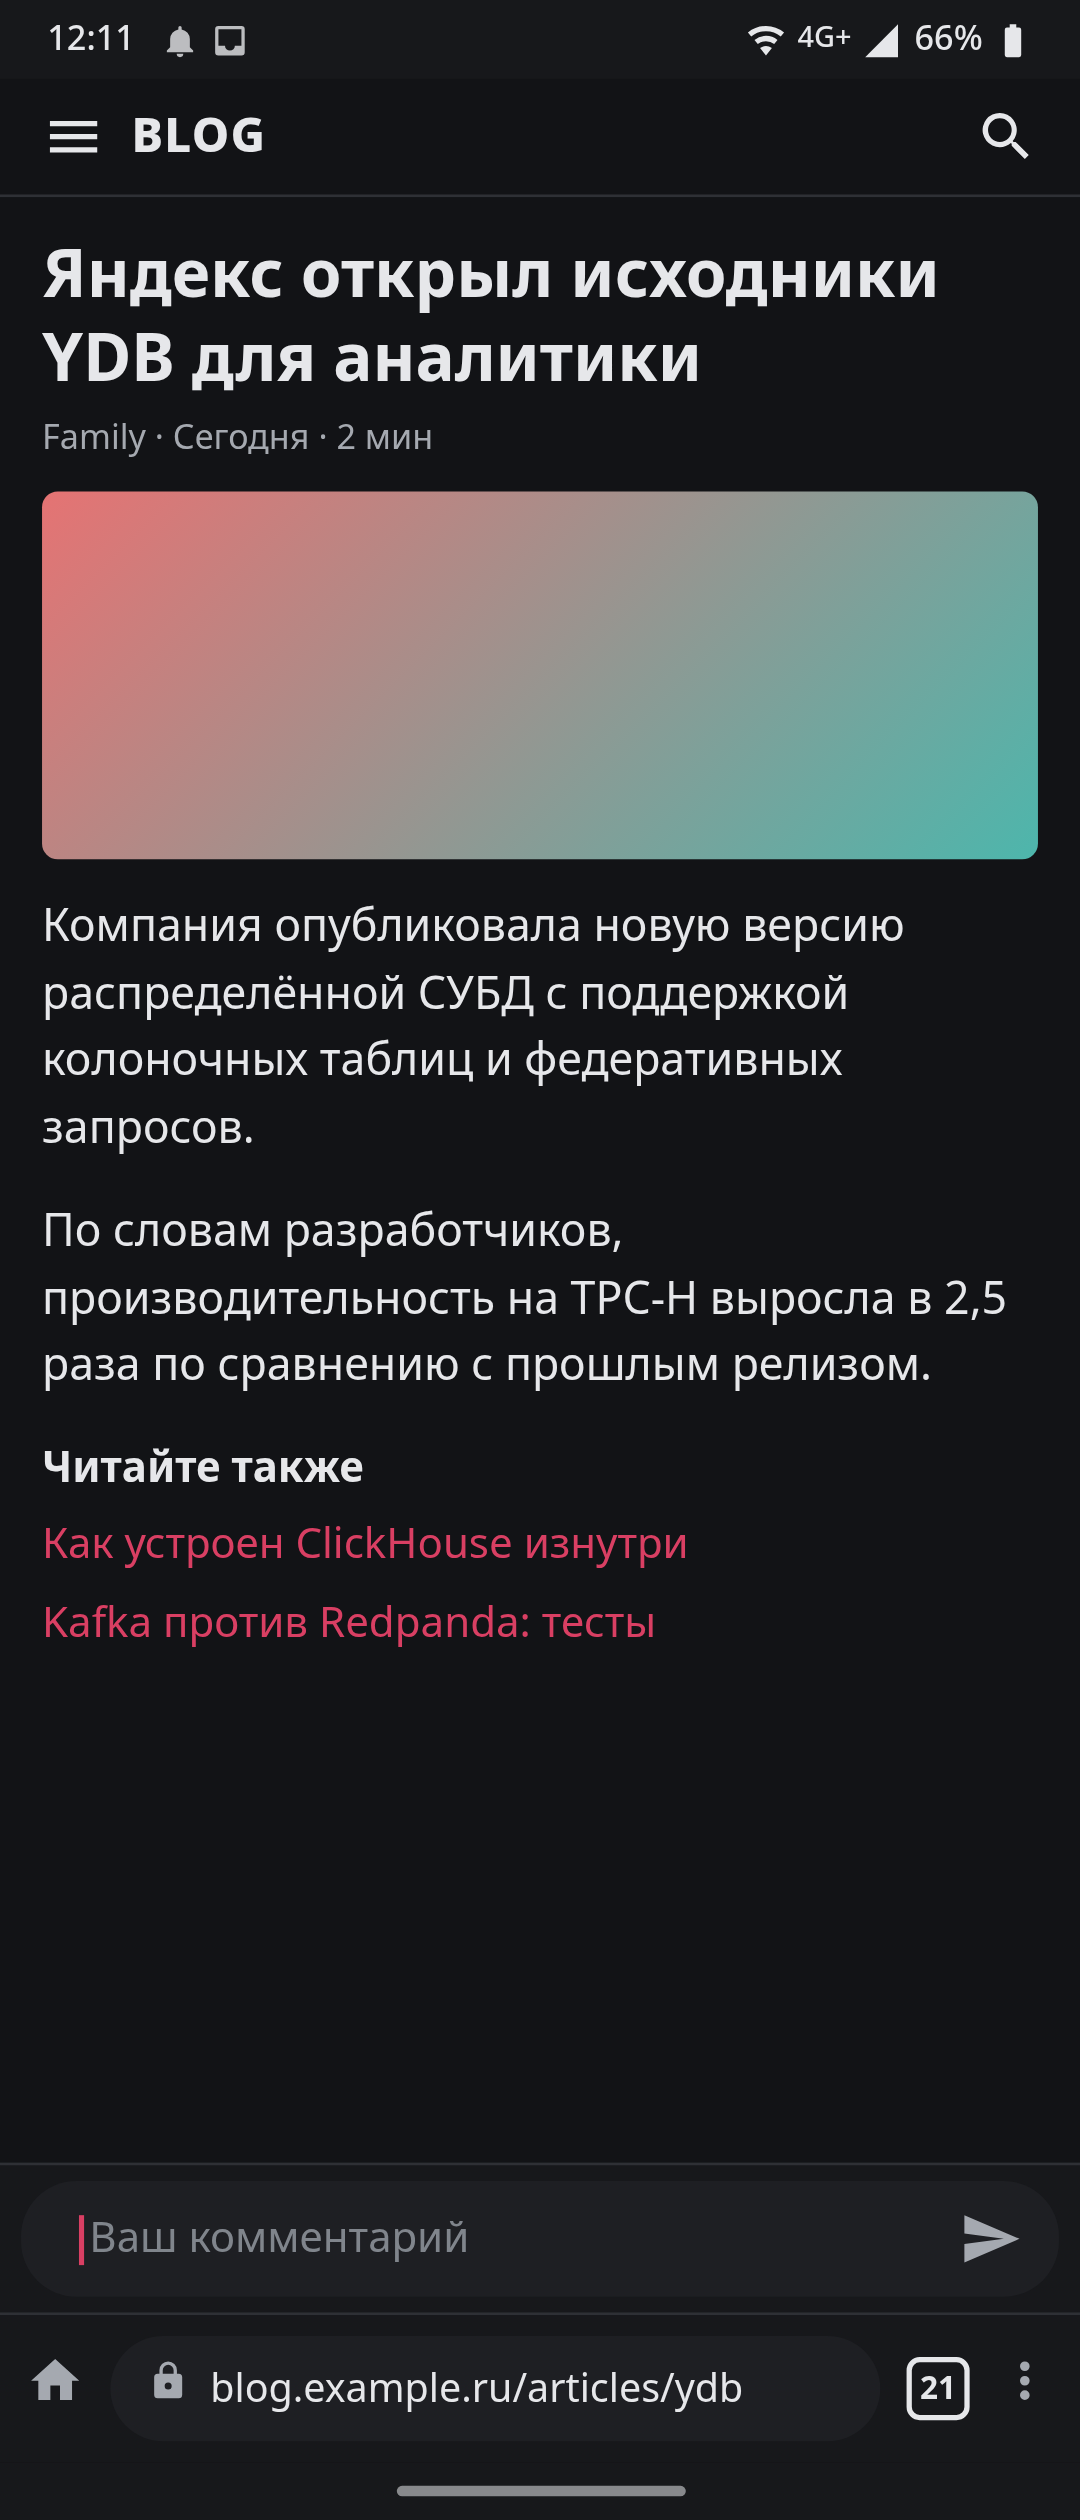 12:11
4G+
66%
BLOG
Яндекс открыл исходники
YDB для аналитики
Family · Сегодня · 2 мин
Компания опубликовала новую версию
распределённой СУБД с поддержкой
колоночных таблиц и федеративных
запросов.
По словам разработчиков,
производительность на TPC-H выросла в 2,5
раза по сравнению с прошлым релизом.
Читайте также
Как устроен ClickHouse изнутри
Kafka против Redpanda: тесты
Ваш комментарий
blog.example.ru/articles/ydb
21